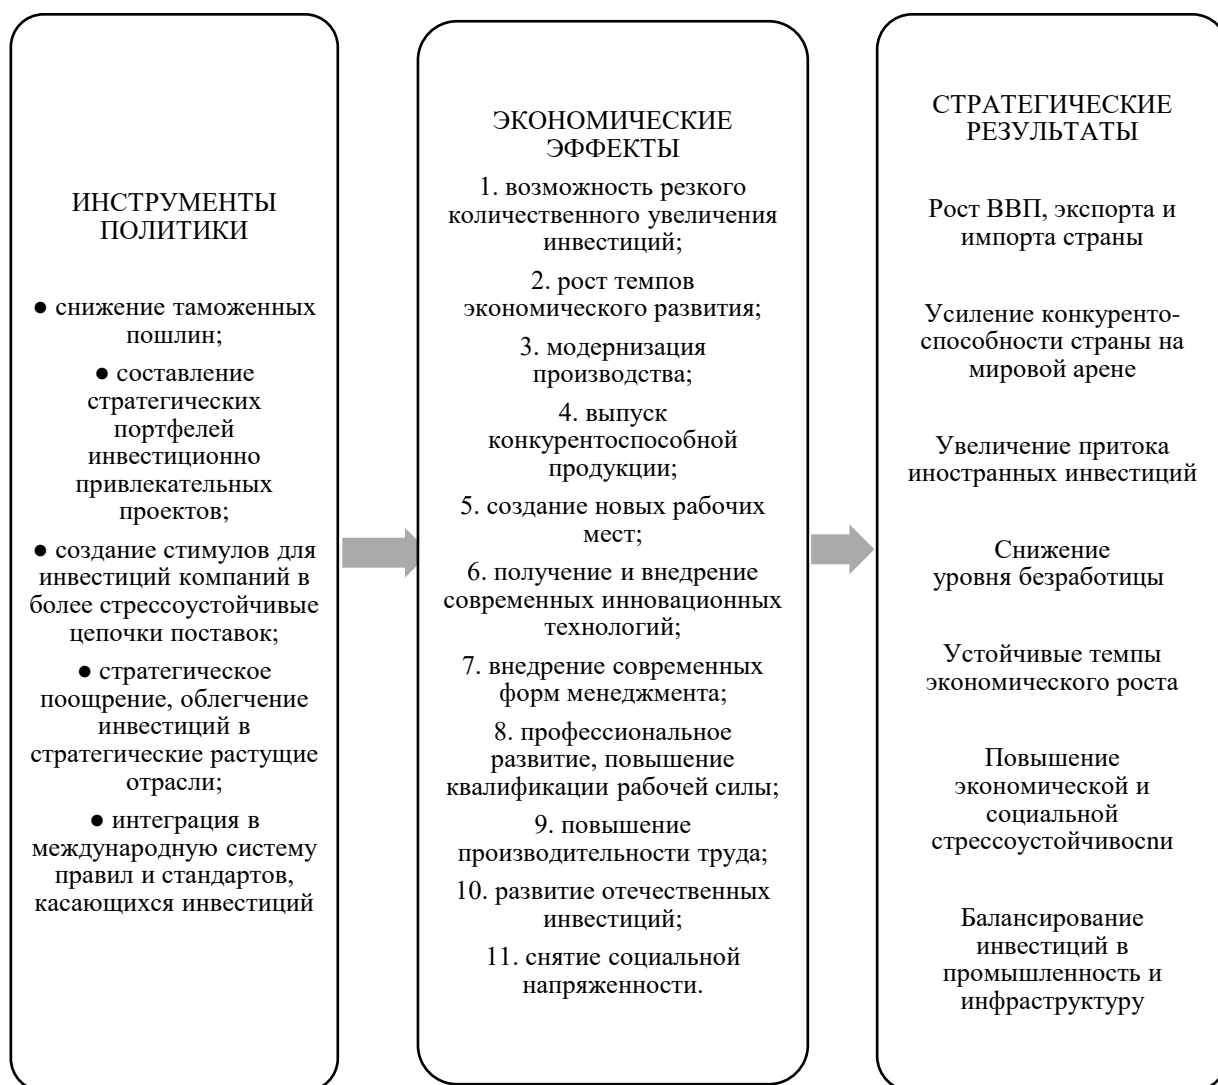 ИНСТРУМЕНТЫ
ПОЛИТИКИ
● снижение таможенных
пошлин;
● составление
стратегических
портфелей
инвестиционно
привлекательных
проектов;
● создание стимулов для
инвестиций компаний в
более стрессоустойчивые
цепочки поставок;
● стратегическое
поощрение, облегчение
инвестиций в
стратегические растущие
отрасли;
● интеграция в
международную систему
правил и стандартов,
касающихся инвестиций
ЭКОНОМИЧЕСКИЕ
ЭФФЕКТЫ
1. возможность резкого
количественного увеличения
инвестиций;
2. рост темпов
экономического развития;
3. модернизация
производства;
4. выпуск
конкурентоспособной
продукции;
5. создание новых рабочих
мест;
6. получение и внедрение
современных инновационных
технологий;
7. внедрение современных
форм менеджмента;
8. профессиональное
развитие, повышение
квалификации рабочей силы;
9. повышение
производительности труда;
10. развитие отечественных
инвестиций;
11. снятие социальной
напряженности.
СТРАТЕГИЧЕСКИЕ
РЕЗУЛЬТАТЫ
Рост ВВП, экспорта и
импорта страны
Усиление конкуренто-
способности страны на
мировой арене
Увеличение притока
иностранных инвестиций
Снижение
уровня безработицы
Устойчивые темпы
экономического роста
Повышение
экономической и
социальной
стрессоустойчивосnи
Балансирование
инвестиций в
промышленность и
инфраструктуру